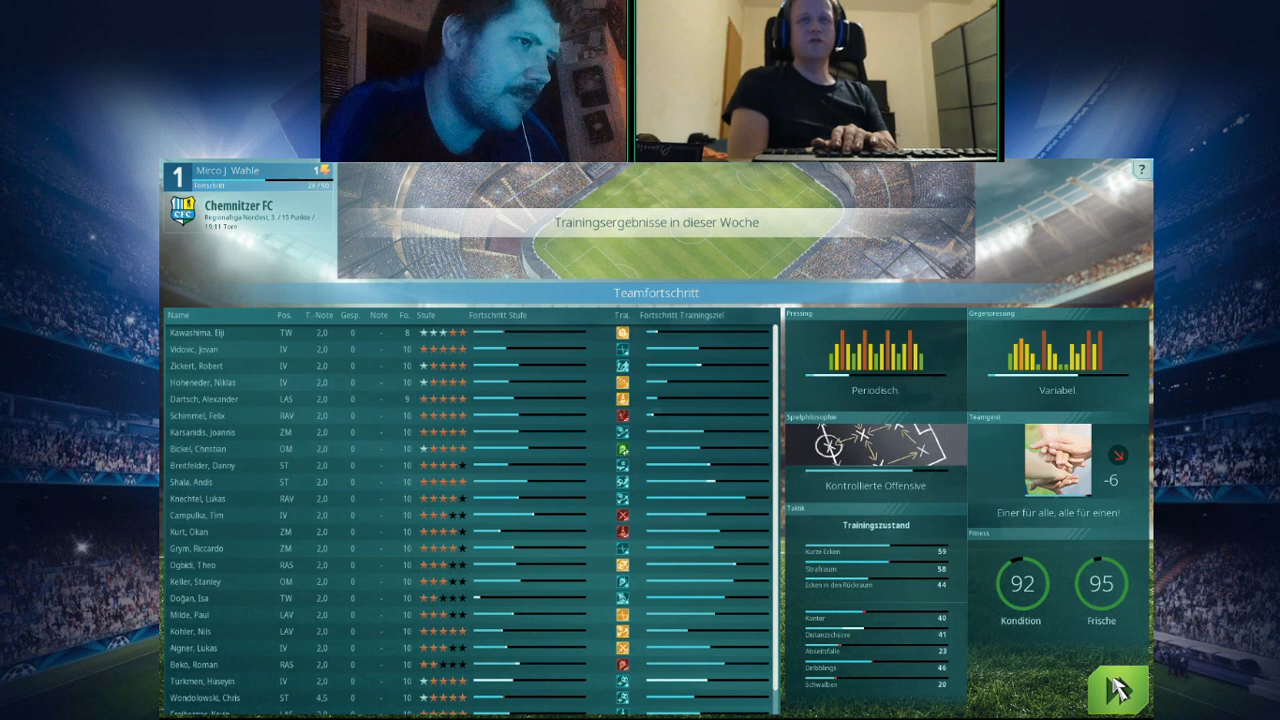 1 Mirco J. Wahle 1
Fortschritt
Chemnitzer FC
Regionalliga Nordost, 3. / 15 Punkte /
19:11 Tore
CFC
?
Trainingsergebnisse in dieser Woche
Teamfortschritt
Name Pos. T.-Note Gesp. Note Fo. Stufe Fortschritt Stufe Trai. Fortschritt Trainingsziel
Kawashima, Eiji TW 2,0 0 - 8
Vidovic, Jovan IV 2,0 0 - 10
Zickert, Robert IV 2,0 0 - 10
Hoheneder, Niklas IV 2,0 0 - 10
Dartsch, Alexander LAS 2,0 0 - 9
Schimmel, Felix RAV 2,0 0 - 10
Karsanidis, Ioannis ZM 2,0 0 - 10
Bickel, Christian OM 2,0 0 - 10
Breitfelder, Danny ST 2,0 0 - 10
Shala, Andis ST 2,0 0 - 10
Knechtel, Lukas RAV 2,0 0 - 10
Campulka, Tim IV 2,0 0 - 10
Kurt, Okan ZM 2,0 0 - 10
Grym, Riccardo ZM 2,0 0 - 10
Ogbidi, Theo RAS 2,0 0 - 10
Keller, Stanley OM 2,0 0 - 10
Doğan, İsa TW 2,0 0 - 10
Milde, Paul LAV 2,0 0 - 10
Köhler, Nils LAV 2,0 0 - 10
Aigner, Lukas IV 2,0 0 - 10
Beko, Roman RAS 2,0 0 - 10
Türkmen, Hüseyin IV 2,0 0 - 10
Wondolowski, Chris ST 4,5 0 - 10
Pressing
Periodisch.
Gegenpressing
Variabel.
Spielphilosophie
Kontrollierte Offensive
Teamgeist
-6
Einer für alle, alle für einen!
Taktik
Trainingszustand
Kurze Ecken 59
Strafraum 58
Ecken in den Rückraum 44
Konter 40
Distanzschüsse 41
Abseitsfalle 23
Dribblings 46
Schwalben 20
Fitness
92 95
Kondition Frische